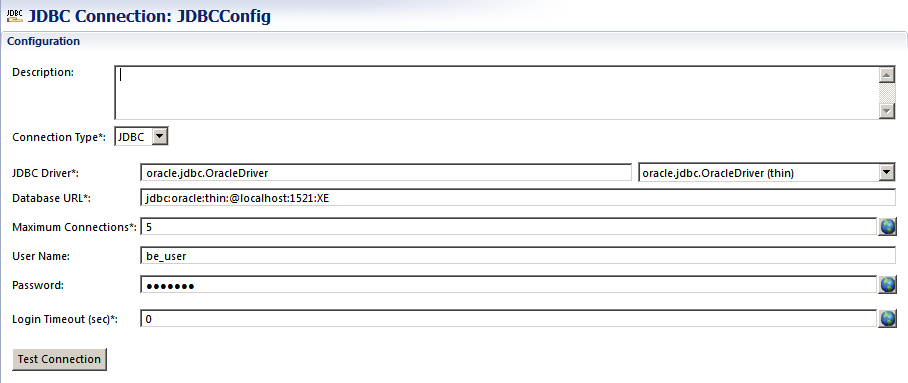 JDBC JDBC Connection: JDBCConfig
Configuration
Description:
Connection Type*: JDBC
JDBC Driver*: oracle.jdbc.OracleDriver oracle.jdbc.OracleDriver (thin)
Database URL*: jdbc:oracle:thin:@localhost:1521:XE
Maximum Connections*: 5
User Name: be_user
Password: ●●●●●●●
Login Timeout (sec)*: 0
Test Connection